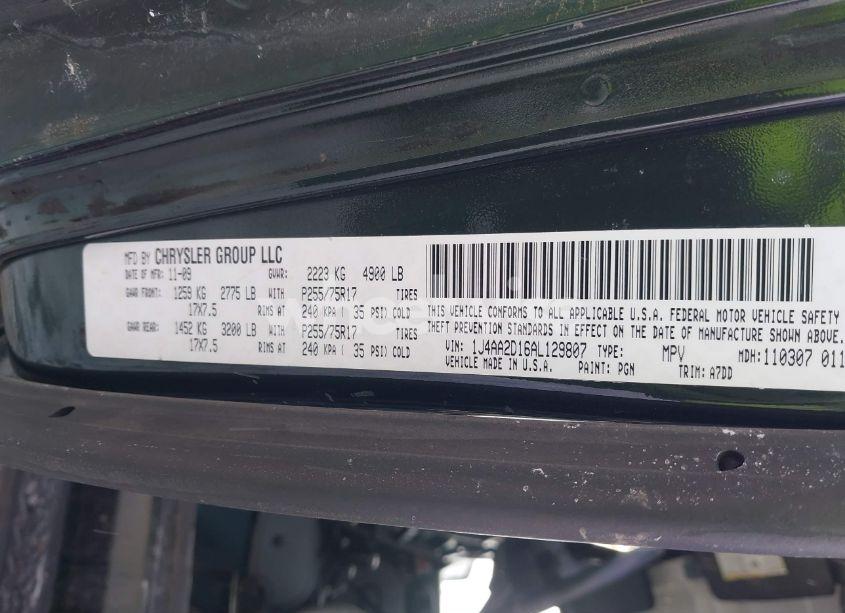 MFD BY CHRYSLER GROUP LLC
DATE OF MFR: 11-09 GVWR: 2223 KG 4900 LB
GAWR FRONT: 1259 KG 2775 LB WITH P255/75R17 TIRES
17X7.5 RIMS AT 240 KPA ( 35 PSI) COLD
GAWR REAR: 1452 KG 3200 LB WITH P255/75R17 TIRES
17X7.5 RIMS AT 240 KPA ( 35 PSI) COLD
THIS VEHICLE CONFORMS TO ALL APPLICABLE U.S.A. FEDERAL MOTOR VEHICLE SAFETY
THEFT PREVENTION STANDARDS IN EFFECT ON THE DATE OF MANUFACTURE SHOWN ABOVE.
VIN: 1J4AA2D16AL129807 TYPE: MPV MDH: 110307 011
VEHICLE MADE IN U.S.A. PAINT: PGN TRIM: A7DD